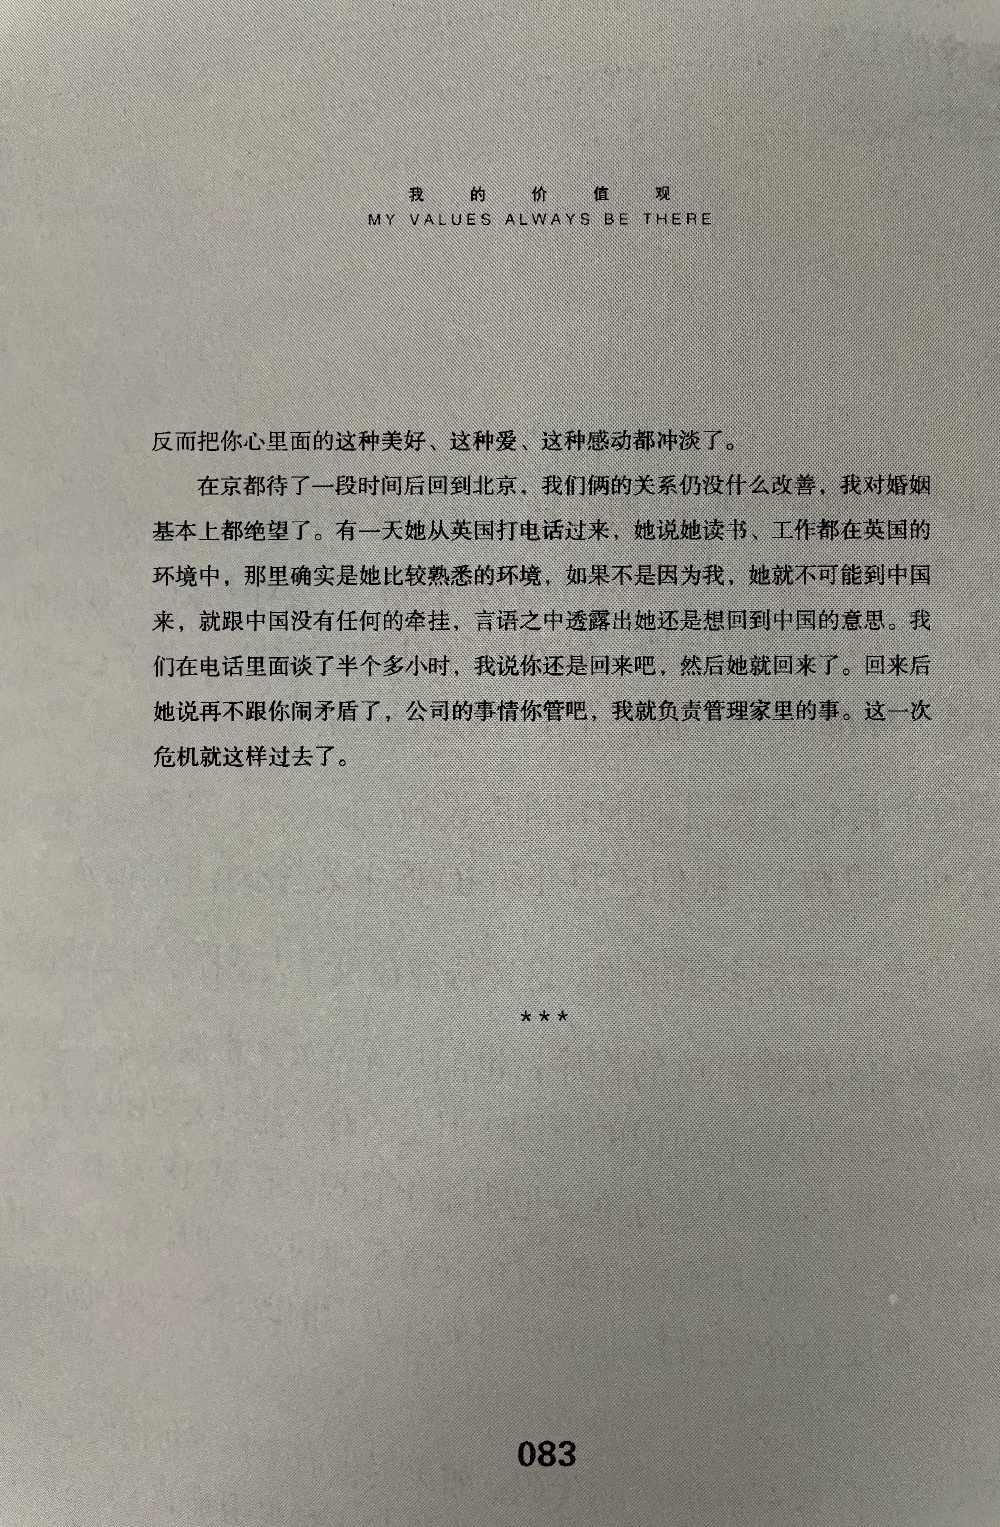 我的价值观
MY VALUES ALWAYS BE THERE
反而把你心里面的这种美好、这种爱、这种感动都冲淡了。
在京都待了一段时间后回到北京，我们俩的关系仍没什么改善，我对婚姻
基本上都绝望了。有一天她从英国打电话过来，她说她读书、工作都在英国的
环境中，那里确实是她比较熟悉的环境，如果不是因为我，她就不可能到中国
来，就跟中国没有任何的牵挂，言语之中透露出她还是想回到中国的意思。我
们在电话里面谈了半个多小时，我说你还是回来吧，然后她就回来了。回来后
她说再不跟你闹矛盾了，公司的事情你管吧，我就负责管理家里的事。这一次
危机就这样过去了。
***
083